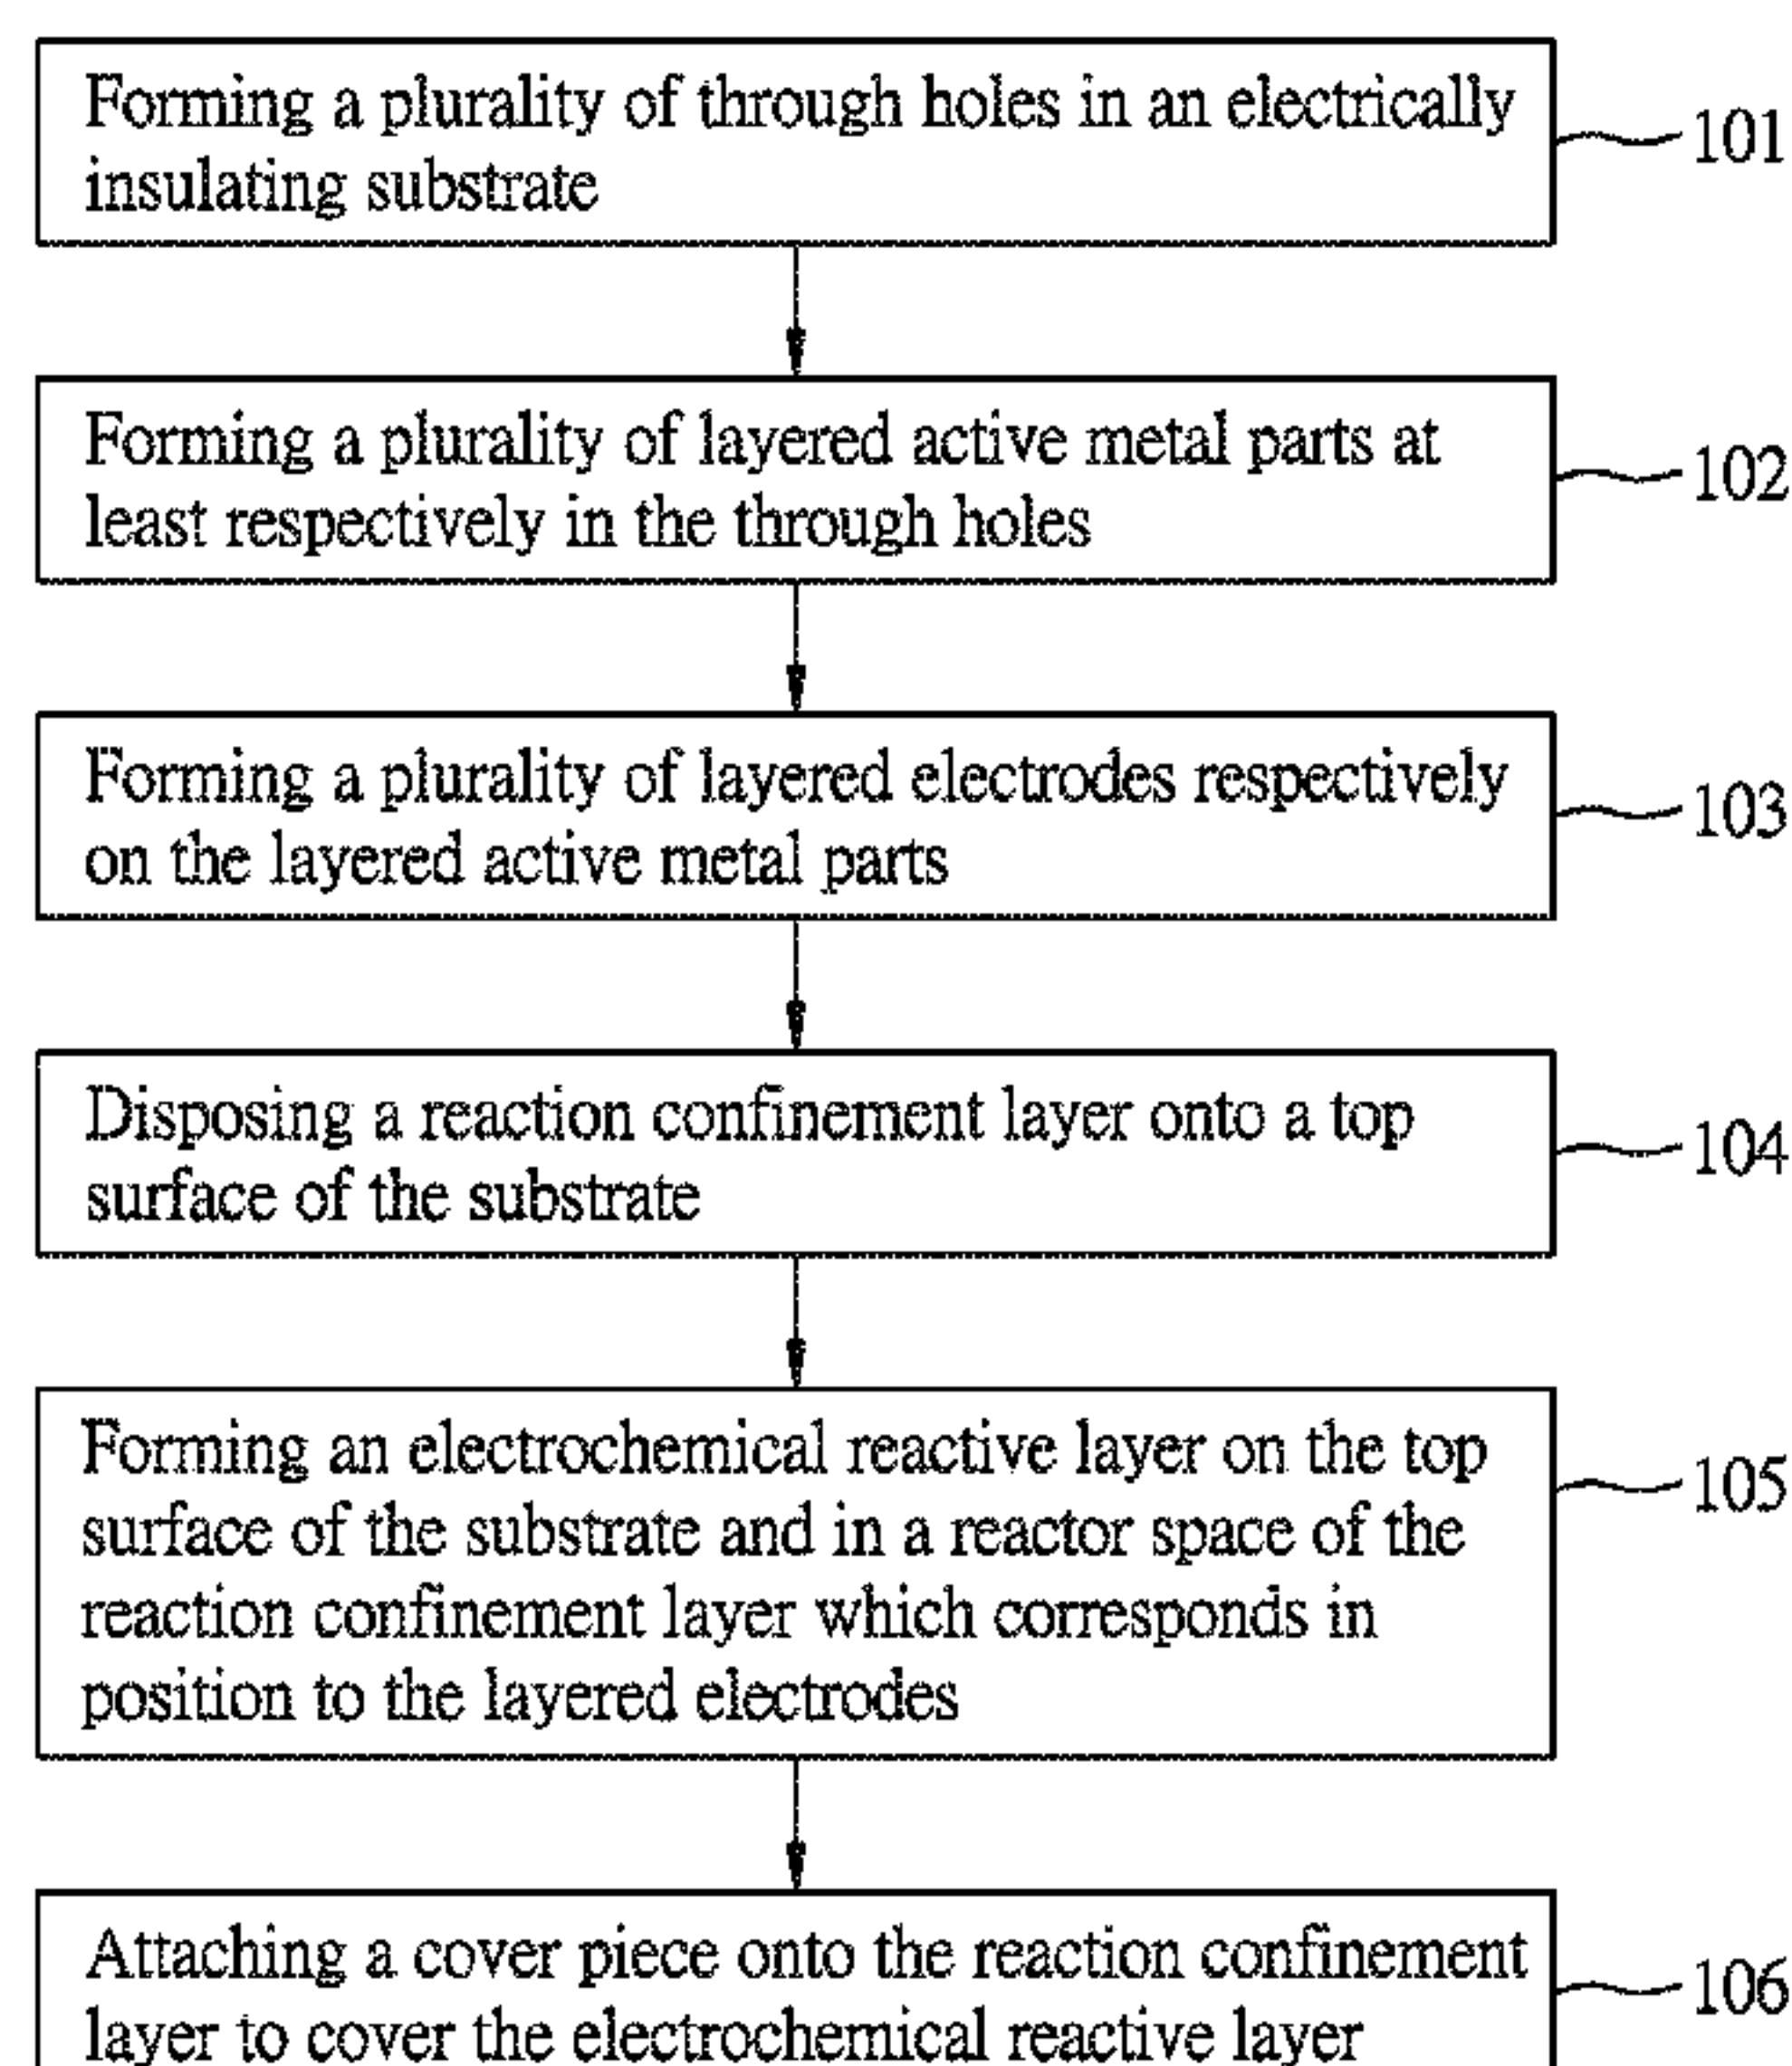 Forming a plurality of through holes in an electrically
insulating substrate
101
Forming a plurality of layered active metal parts at
least respectively in the through holes
102
Forming a plurality of layered electrodes respectively
on the layered active metal parts
103
Disposing a reaction confinement layer onto a top
surface of the substrate
104
Forming an electrochemical reactive layer on the top
surface of the substrate and in a reactor space of the
reaction confinement layer which corresponds in
position to the layered electrodes
105
Attaching a cover piece onto the reaction confinement
layer to cover the electrochemical reactive layer
106